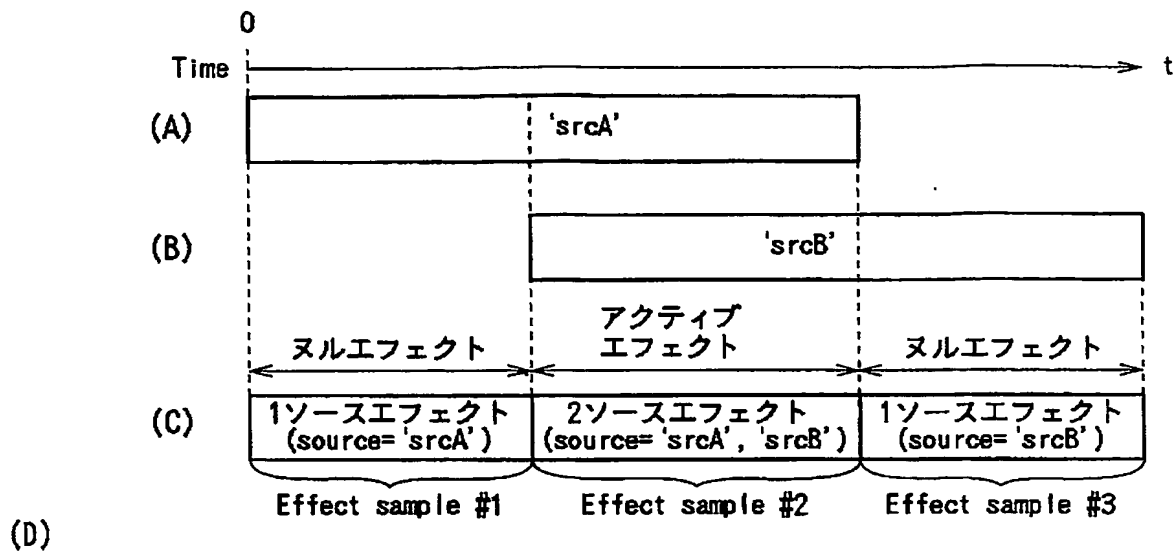 0
Time t
(A) 'srcA'
(B) 'srcB'
ヌルエフェクト
アクティブ
エフェクト
ヌルエフェクト
(C)
1ソースエフェクト
(source='srcA')
2ソースエフェクト
(source='srcA', 'srcB')
1ソースエフェクト
(source='srcB')
Effect sample #1
Effect sample #2
Effect sample #3
(D)